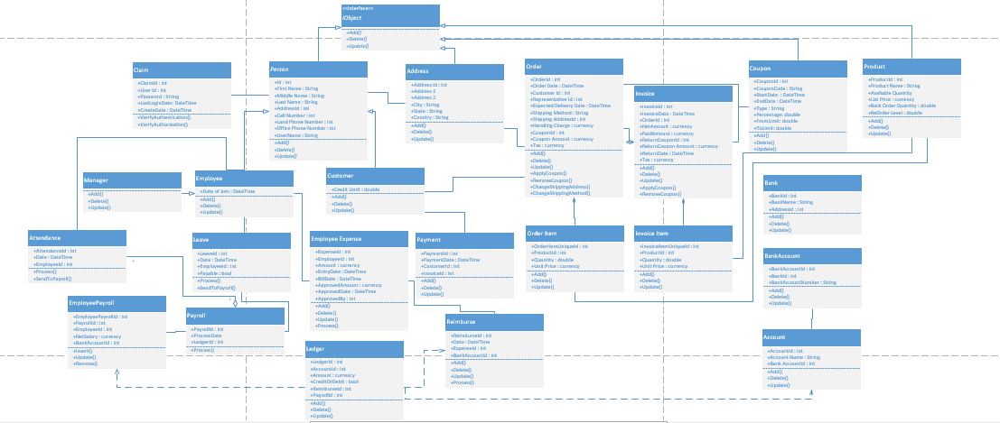 <<Interface>>
IObject
+Add()
+Delete()
+Update()
Claim
+ClaimId : int
+User Id : int
+Password : String
+LastLoginDate : DateTime
+CreateDate : DateTime
+VerifyAuthentication()
+VerifyAuthentication()
Person
+Id : int
+First Name : String
+Middle Name : String
+Last Name : String
+AddressId : int
+Cell Number : int
+Land Phone Number : int
+Office Phone Number : int
+UserName : String
+Add()
+Delete()
+Update()
Address
+Address Id : int
+Address 1
+Address 2
+City : String
+State : String
+Country : String
+Add()
+Delete()
+Update()
Order
+OrderId : int
+Order Date : DateTime
+Customer Id : int
+Representative Id : int
+Expected Delivery Date : DateTime
+Shipping Method : String
+Shipping AddressId : int
+Handling Charge : currency
+CouponId : int
+Coupon Amount : currency
+Tax : currency
+Add()
+Delete()
+Update()
+ApplyCoupon()
+RemoveCoupon()
+ChangeShippingAddress()
+ChangeShippingMethod()
Invoice
+InvoiceId : int
+InvoiceDate : DateTime
+OrderId : int
+NetAmount : currency
+PaidAmount : currency
+ReturnCouponId : int
+ReturnCoupon Amount : currency
+ReturnDate : DateTime
+Tax : currency
+Add()
+Delete()
+Update()
+ApplyCoupon()
+RemoveCoupon()
Coupon
+CouponId : int
+CouponCode : String
+StartDate : DateTime
+EndDate : DateTime
+Type : String
+Percentage: double
+FromLimit: double
+ToLimit: double
+Add()
+Delete()
+Update()
Product
+ProductId : int
+Product Name : String
+Available Quantity
+List Price : currency
+Back Order Quantity : double
+ReOrder Level : double
+Add()
+Delete()
+Update()
Manager
+Add()
+Delete()
+Update()
Employee
+Date of Join : DateTime
+Add()
+Delete()
+Update()
Customer
+Credit Limit : double
+Add()
+Delete()
+Update()
Bank
+BankId : int
+BankName : String
+AddressId : int
+Add()
+Delete()
+Update()
Attendance
+AttendanceId : int
+Date : DateTime
+EmployeeId : int
+Process()
+SendToPayroll()
Leave
+LeaveId : int
+Date : DateTime
+EmployeeId : int
+Payable : bool
+Process()
+SendToPayroll()
Employee Expense
+ExpenseId : int
+EmployeeId : int
+Amount : currency
+EntryDate : DateTime
+BillDate : DateTime
+ApprovedAmount : currency
+ApprovedDate : DateTime
+ApprovedBy : int
+Add()
+Delete()
+Update()
+Process()
Payment
+PaymentId : int
+PaymentDate : DateTime
+CustomerId : int
+InvoiceId : int
+Add()
+Delete()
+Update()
Order Item
+OrderItemUniqueId : int
+ProductId : int
+Quantity : double
+Unit Price : currency
+Add()
+Delete()
+Update()
Invoice Item
+InvoiceItemUniqueId : int
+ProductId : int
+Quantity : double
+Unit Price : currency
+Add()
+Delete()
+Update()
BankAccount
+BankAccountId : int
+BankId : int
+BankAccountNumber : String
+Add()
+Delete()
+Update()
EmployeePayroll
+EmployeePayrollId : int
+PayrollId : int
+EmployeeId : int
+NetSalary : currency
+BankAccountId : int
+Insert()
+Update()
+Remove()
Payroll
+PayrollId : int
+ProcessDate
+LedgerId : int
+Process()
Reimburse
+ReimburseId : int
+Date : DateTime
+ExpenseId : int
+BankAccountId : int
+Add()
+Delete()
+Update()
+Process()
Account
+AccountId : int
+Account Name : String
+Bank AccountId : int
+Add()
+Delete()
+Update()
Ledger
+LedgerId : int
+AccountId : int
+Amount : currency
+CreditOrDebit : bool
+ReimburseId : int
+PayrollId : int
+Add()
+Delete()
+Update()